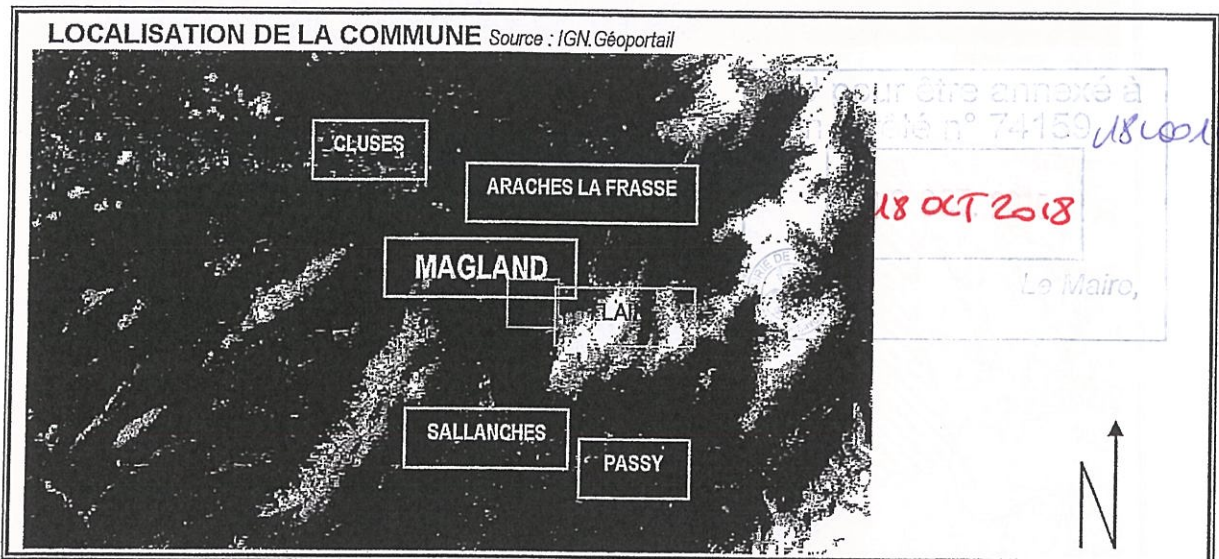 LOCALISATION DE LA COMMUNE Source : IGN.Géoportail
pour être annexé à
n° 74159 18L001
CLUSES
ARACHES LA FRASSE
18 OCT 2018
MAGLAND
Le Maire,
SALLANCHES
PASSY
N